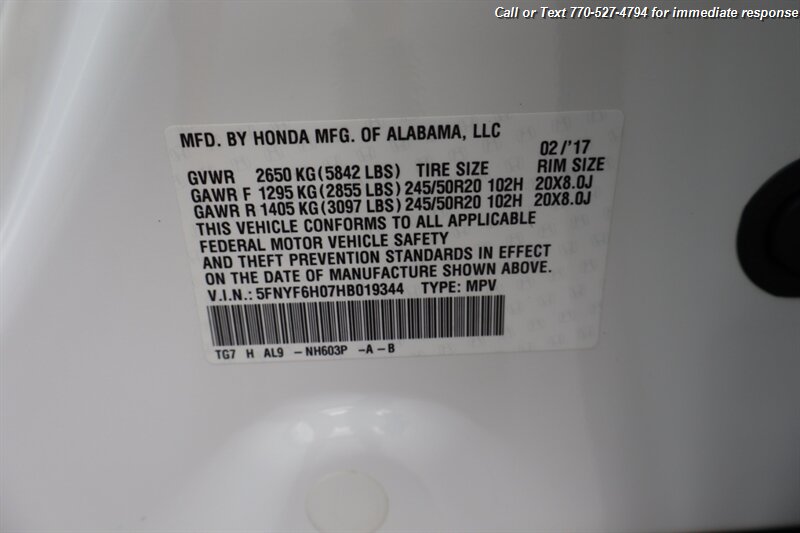 Call or Text 770-527-4794 for immediate response
MFD. BY HONDA MFG. OF ALABAMA, LLC
02/'17
GVWR 2650 KG(5842 LBS) TIRE SIZE RIM SIZE
GAWR F 1295 KG(2855 LBS) 245/50R20 102H 20X8.0J
GAWR R 1405 KG(3097 LBS) 245/50R20 102H 20X8.0J
THIS VEHICLE CONFORMS TO ALL APPLICABLE
FEDERAL MOTOR VEHICLE SAFETY
AND THEFT PREVENTION STANDARDS IN EFFECT
ON THE DATE OF MANUFACTURE SHOWN ABOVE.
V.I.N.: 5FNYF6H07HB019344 TYPE: MPV
TG7 H AL9 - NH603P -A-B